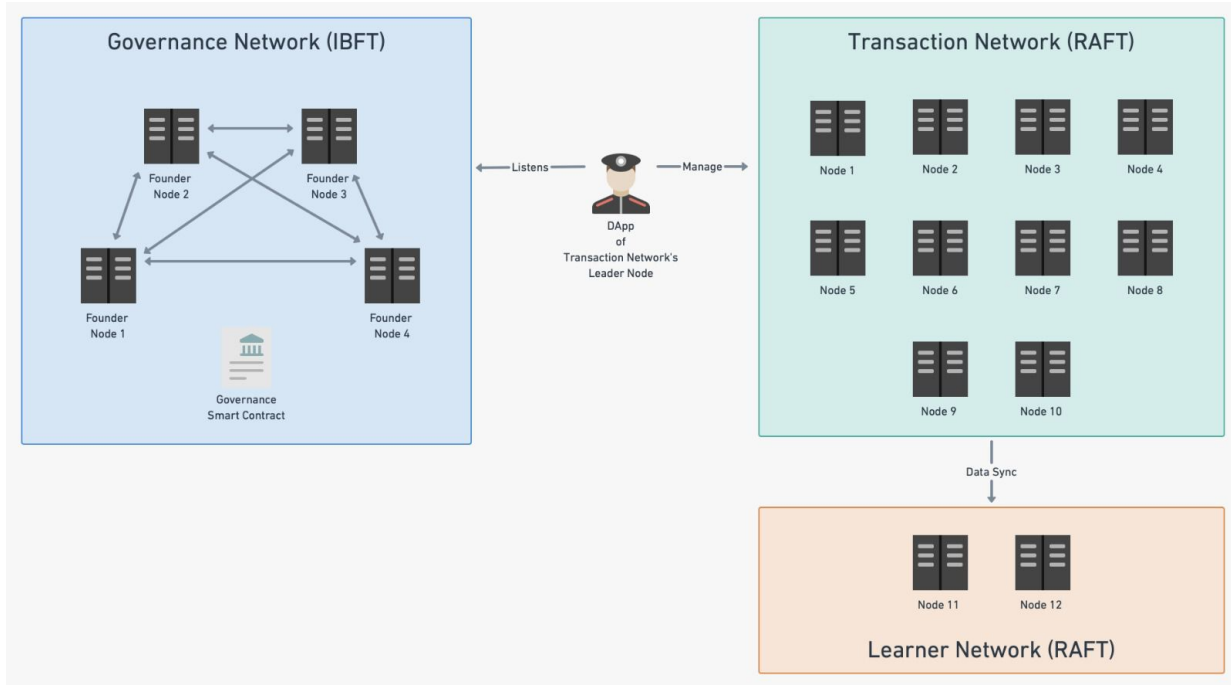 Governance Network (IBFT)
Founder
Node 2
Founder
Node 3
Founder
Node 1
Founder
Node 4
Governance
Smart Contract
Listens
DApp
of
Transaction Network's
Leader Node
Manage
Transaction Network (RAFT)
Node 1
Node 2
Node 3
Node 4
Node 5
Node 6
Node 7
Node 8
Node 9
Node 10
Data Sync
Node 11
Node 12
Learner Network (RAFT)